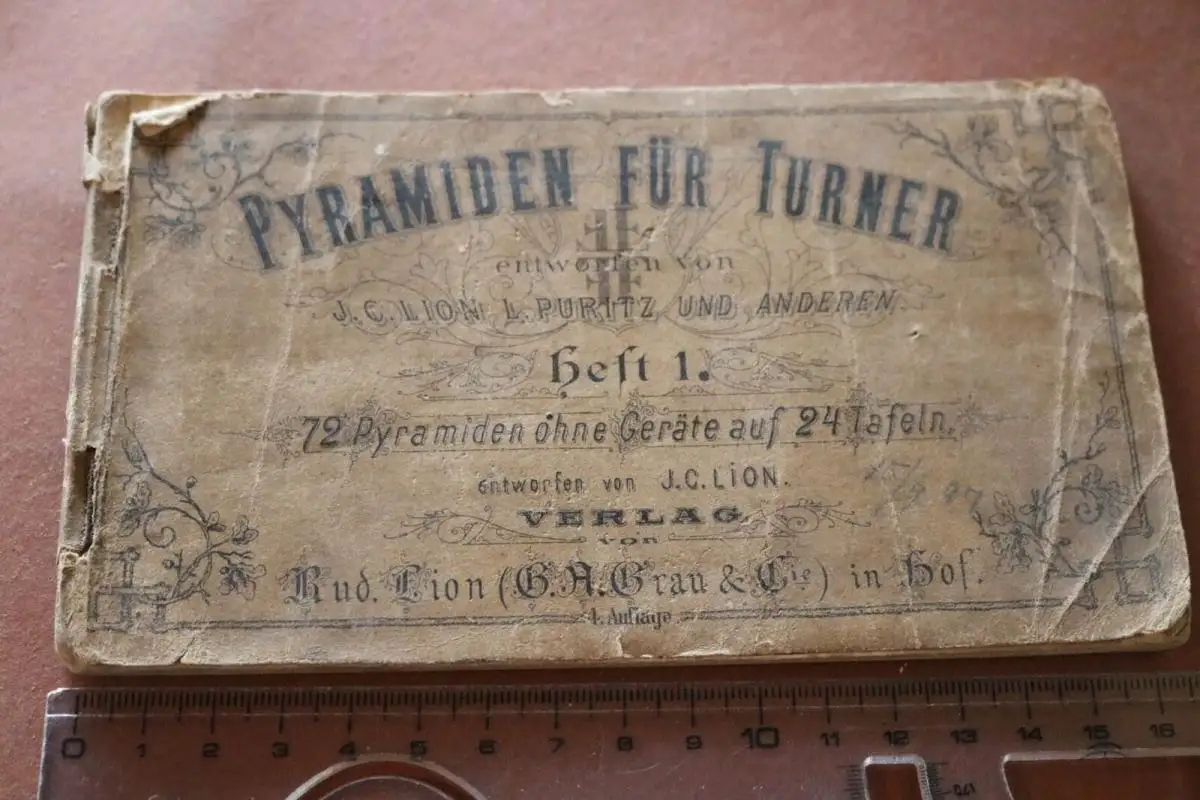 PYRAMIDEN FÜR TURNER
entworfen von
J. C. LION, L. PURITZ UND ANDEREN.
Heft 1.
72 Pyramiden ohne Geräte auf 24 Tafeln.
entworfen von J. C. LION.
VERLAG
von
Rud. Lion (G. A. Grau & Cie) in Hof.
4. Auflage
0 1 2 3 4 5 6 7 8 9 10 11 12 13 14 15 16